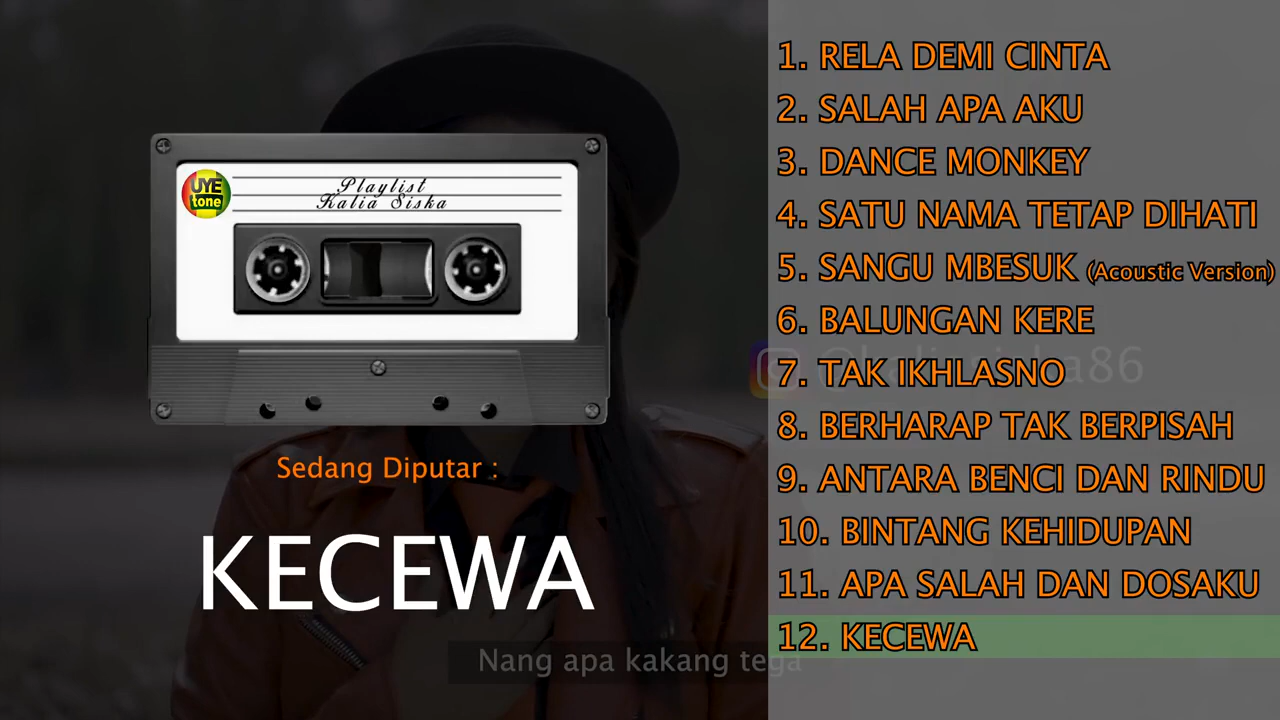 UYE
tone
Playlist
Kalia Siska
Sedang Diputar :
KECEWA
Nang apa kakang tega
1. RELA DEMI CINTA
2. SALAH APA AKU
3. DANCE MONKEY
4. SATU NAMA TETAP DIHATI
5. SANGU MBESUK (Acoustic Version)
6. BALUNGAN KERE
@kaliasiska86
7. TAK IKHLASNO
8. BERHARAP TAK BERPISAH
9. ANTARA BENCI DAN RINDU
10. BINTANG KEHIDUPAN
11. APA SALAH DAN DOSAKU
12. KECEWA